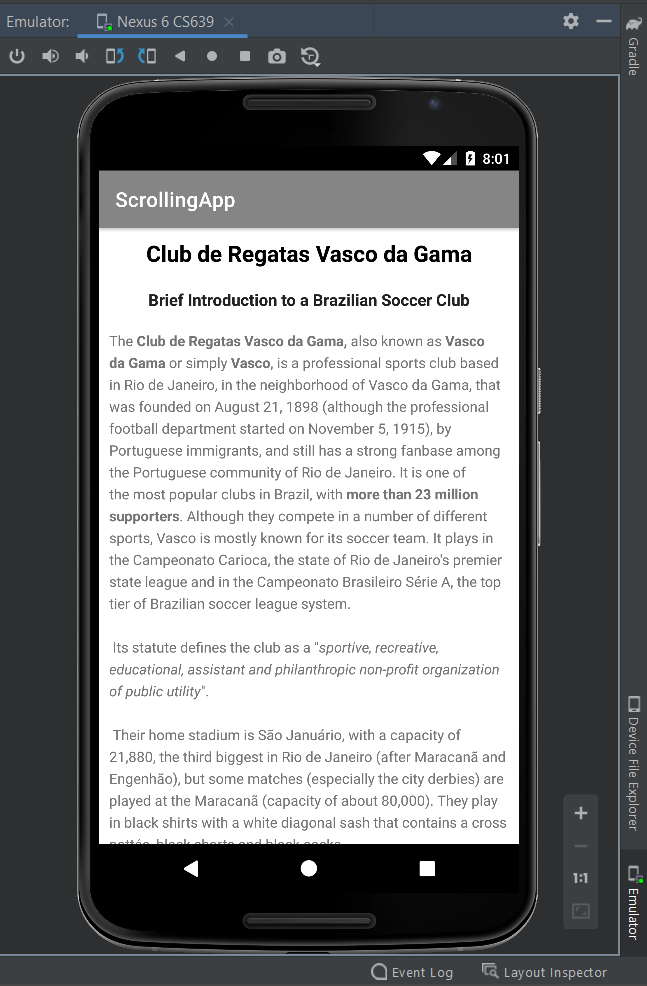 Emulator: Nexus 6 CS639
8:01
ScrollingApp
Club de Regatas Vasco da Gama
Brief Introduction to a Brazilian Soccer Club
The Club de Regatas Vasco da Gama, also known as Vasco
da Gama or simply Vasco, is a professional sports club based
in Rio de Janeiro, in the neighborhood of Vasco da Gama, that
was founded on August 21, 1898 (although the professional
football department started on November 5, 1915), by
Portuguese immigrants, and still has a strong fanbase among
the Portuguese community of Rio de Janeiro. It is one of
the most popular clubs in Brazil, with more than 23 million
supporters. Although they compete in a number of different
sports, Vasco is mostly known for its soccer team. It plays in
the Campeonato Carioca, the state of Rio de Janeiro's premier
state league and in the Campeonato Brasileiro Série A, the top
tier of Brazilian soccer league system.
Its statute defines the club as a "sportive, recreative,
educational, assistant and philanthropic non-profit organization
of public utility".
Their home stadium is São Januário, with a capacity of
21,880, the third biggest in Rio de Janeiro (after Maracanã and
Engenhão), but some matches (especially the city derbies) are
played at the Maracanã (capacity of about 80,000). They play
in black shirts with a white diagonal sash that contains a cross
pattée, black shorts and black socks.
Gradle
Device File Explorer
Emulator
1:1
Event Log
Layout Inspector